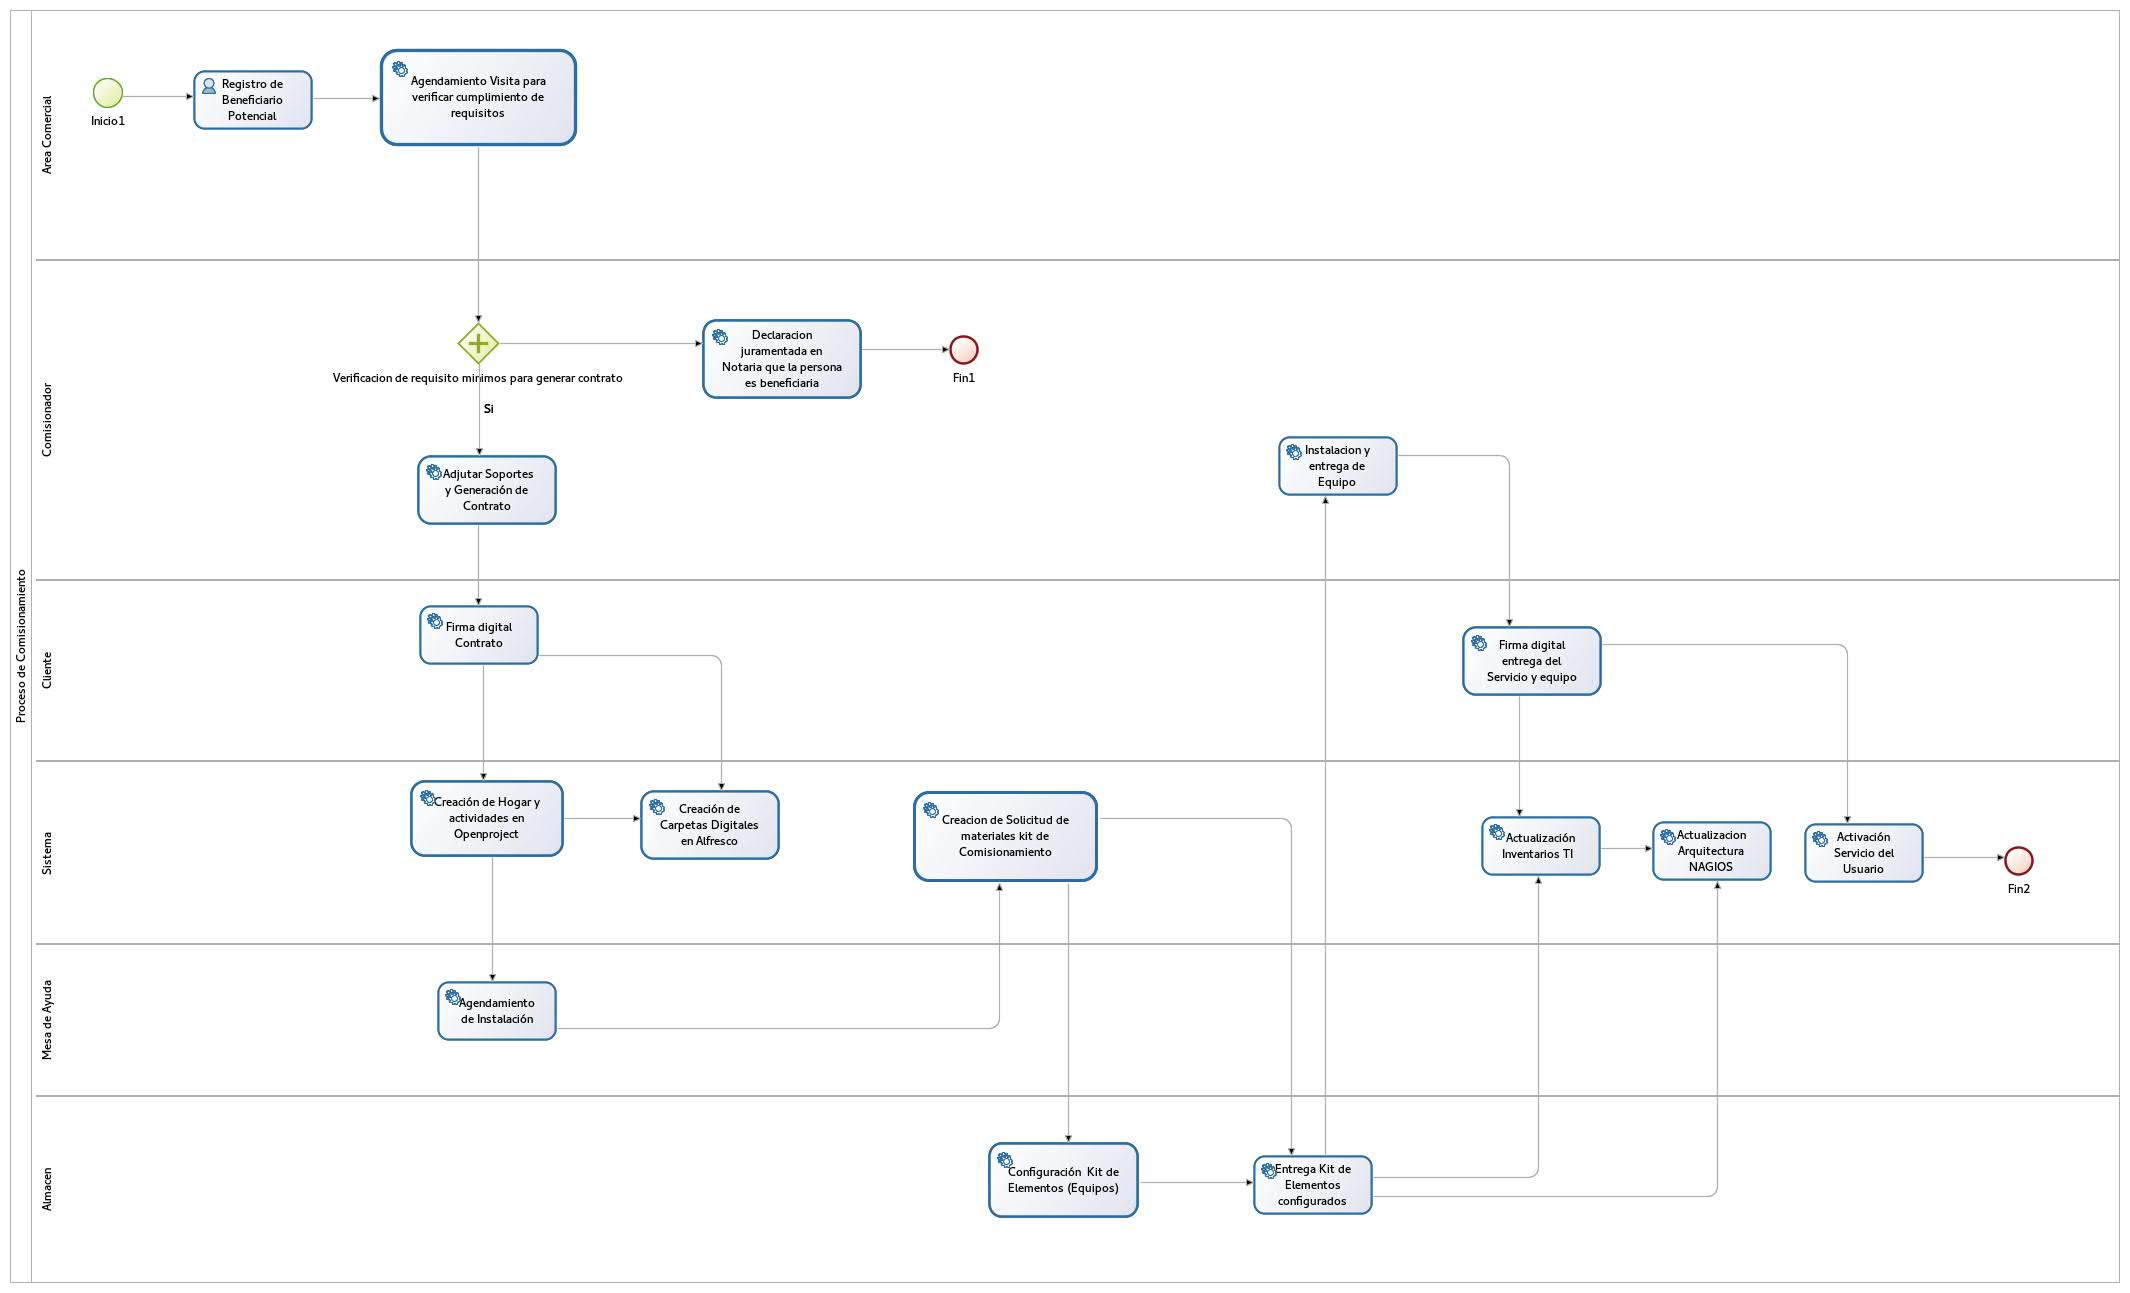 Proceso de Comisionamiento
Area Comercial
Inicio1
Registro de
Beneficiario
Potencial
Agendamiento Visita para
verificar cumplimiento de
requisitos
Comisionador
Verificacion de requisito minimos para generar contrato
Si
Declaracion
juramentada en
Notaria que la persona
es beneficiaria
Fin1
Adjutar Soportes
y Generación de
Contrato
Instalacion y
entrega de
Equipo
Cliente
Firma digital
Contrato
Firma digital
entrega del
Servicio y equipo
Sistema
Creación de Hogar y
actividades en
Openproject
Creación de
Carpetas Digitales
en Alfresco
Creacion de Solicitud de
materiales kit de
Comisionamiento
Actualización
Inventarios TI
Actualizacion
Arquitectura
NAGIOS
Activación
Servicio del
Usuario
Fin2
Mesa de Ayuda
Agendamiento
de Instalación
Almacen
Configuración  Kit de
Elementos (Equipos)
Entrega Kit de
Elementos
configurados